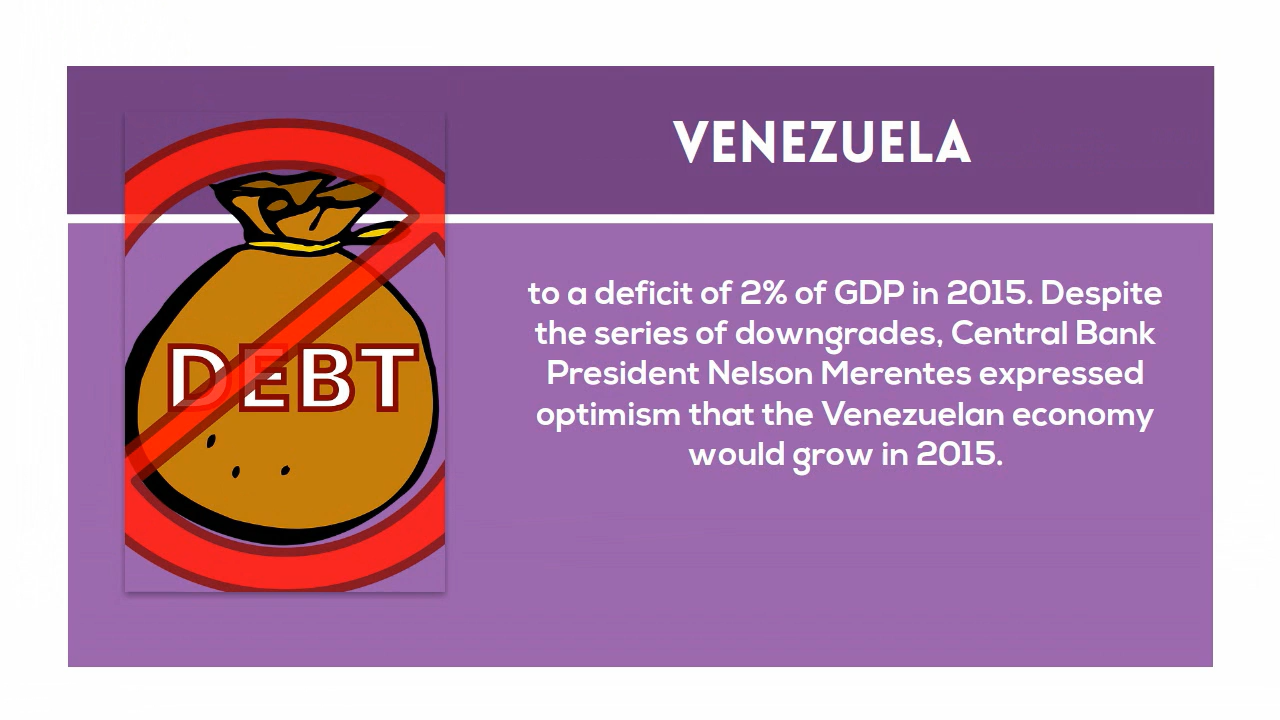 VENEZUELA
DEBT
to a deficit of 2% of GDP in 2015. Despite
the series of downgrades, Central Bank
President Nelson Merentes expressed
optimism that the Venezuelan economy
would grow in 2015.